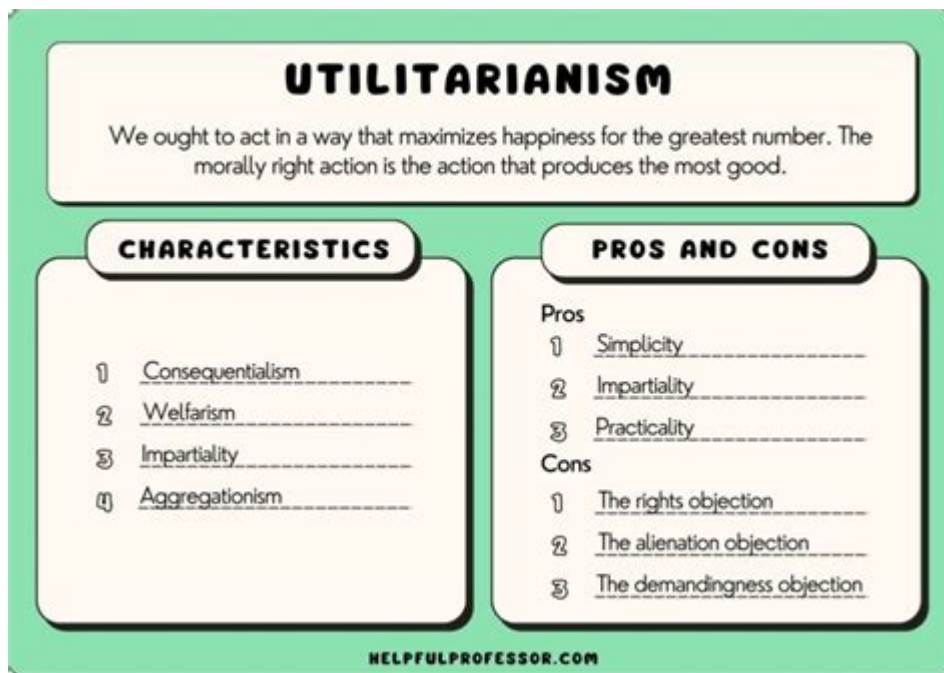 UTILITARIANISM
We ought to act in a way that maximizes happiness for the greatest number. The
morally right action is the action that produces the most good.
CHARACTERISTICS
1 Consequentialism
2 Welfarism
3 Impartiality
4 Aggregationism
PROS AND CONS
Pros
1 Simplicity
2 Impartiality
3 Practicality
Cons
1 The rights objection
2 The alienation objection
3 The demandingness objection
HELPFULPROFESSOR.COM